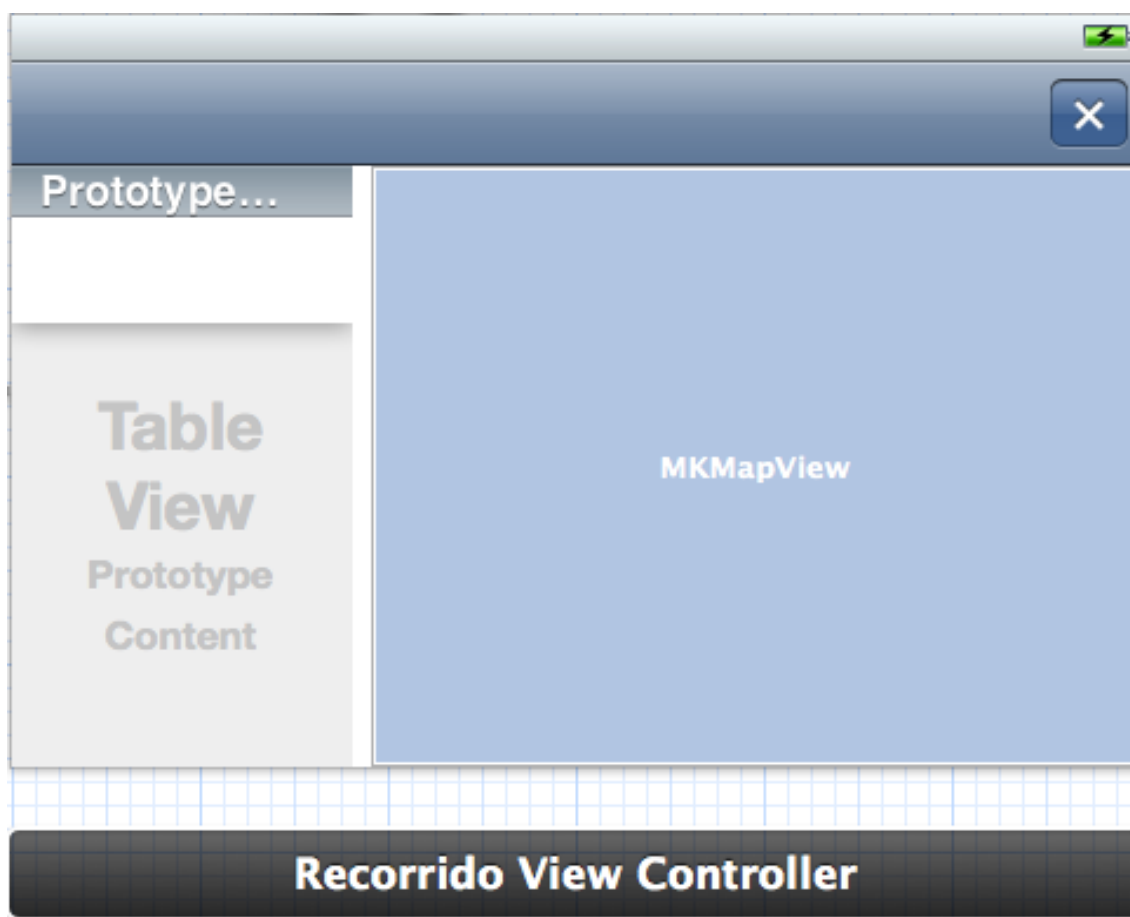 Prototype...
Table
View
Prototype
Content
MKMapView
Recorrido View Controller